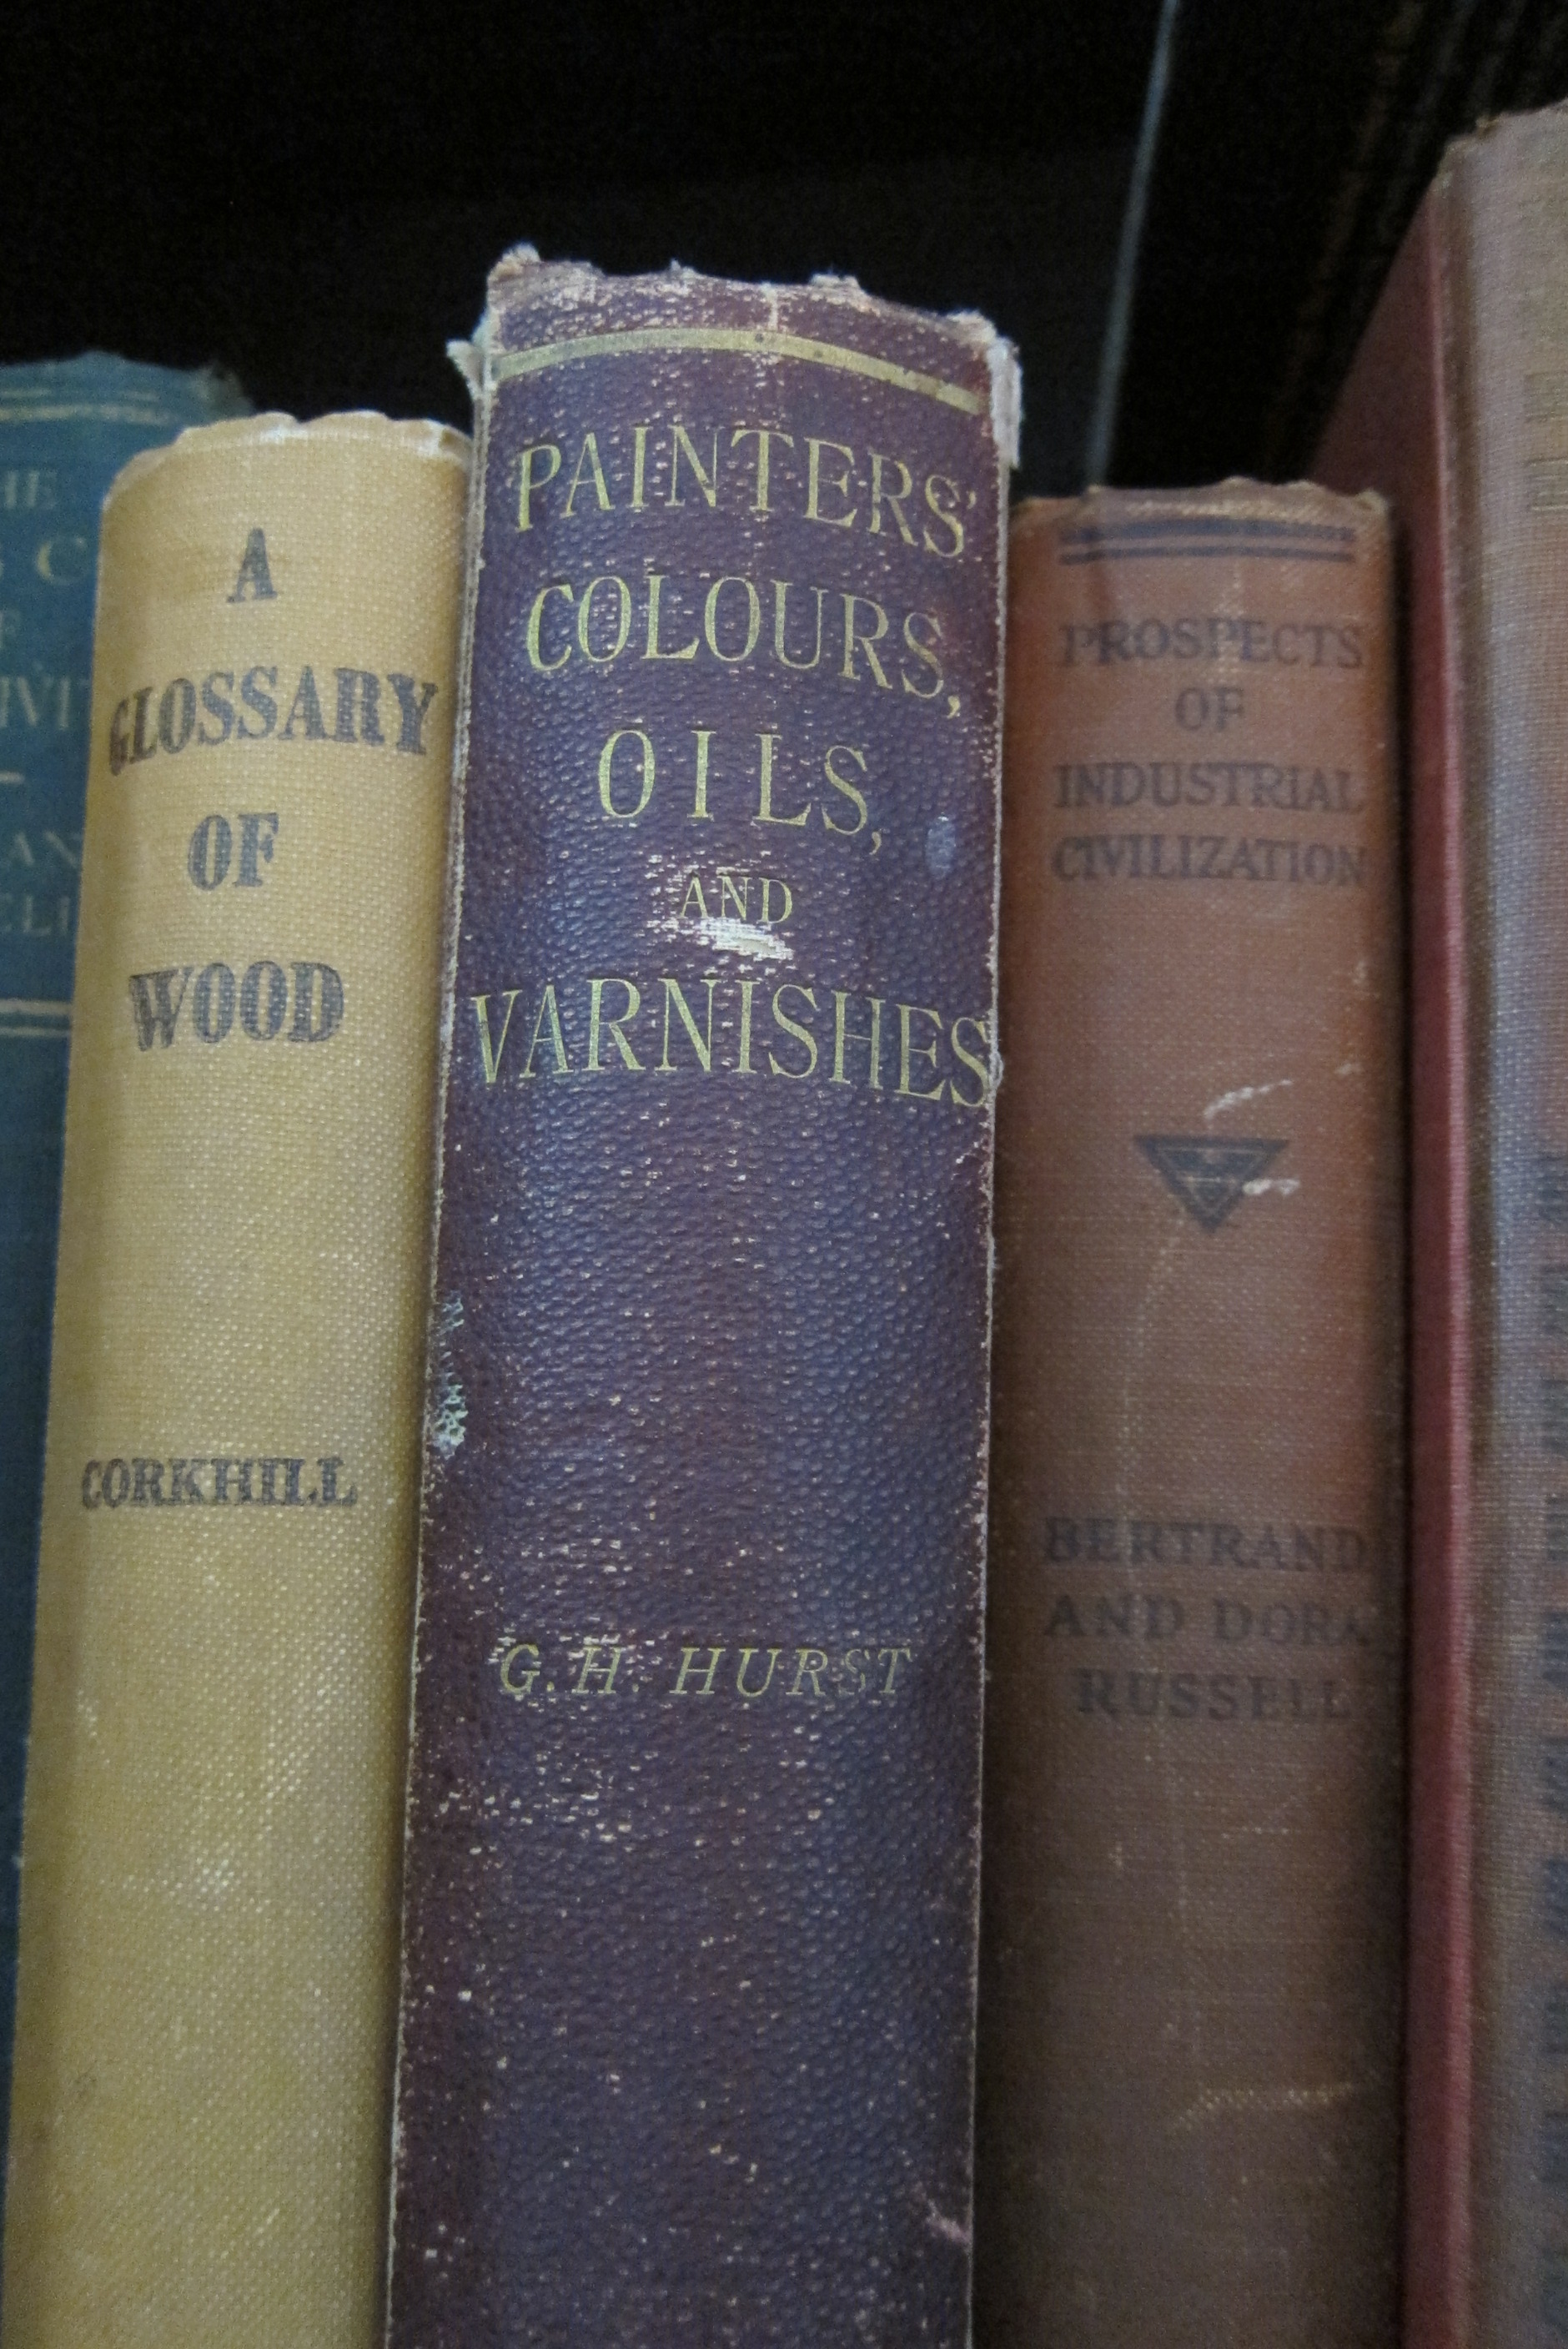 A
GLOSSARY
OF
WOOD
CORKHILL
PAINTERS'
COLOURS,
OILS,
AND
VARNISHES
G. H. HURST
PROSPECTS
OF
INDUSTRIAL
CIVILIZATION
BERTRAND
AND DORA
RUSSELL